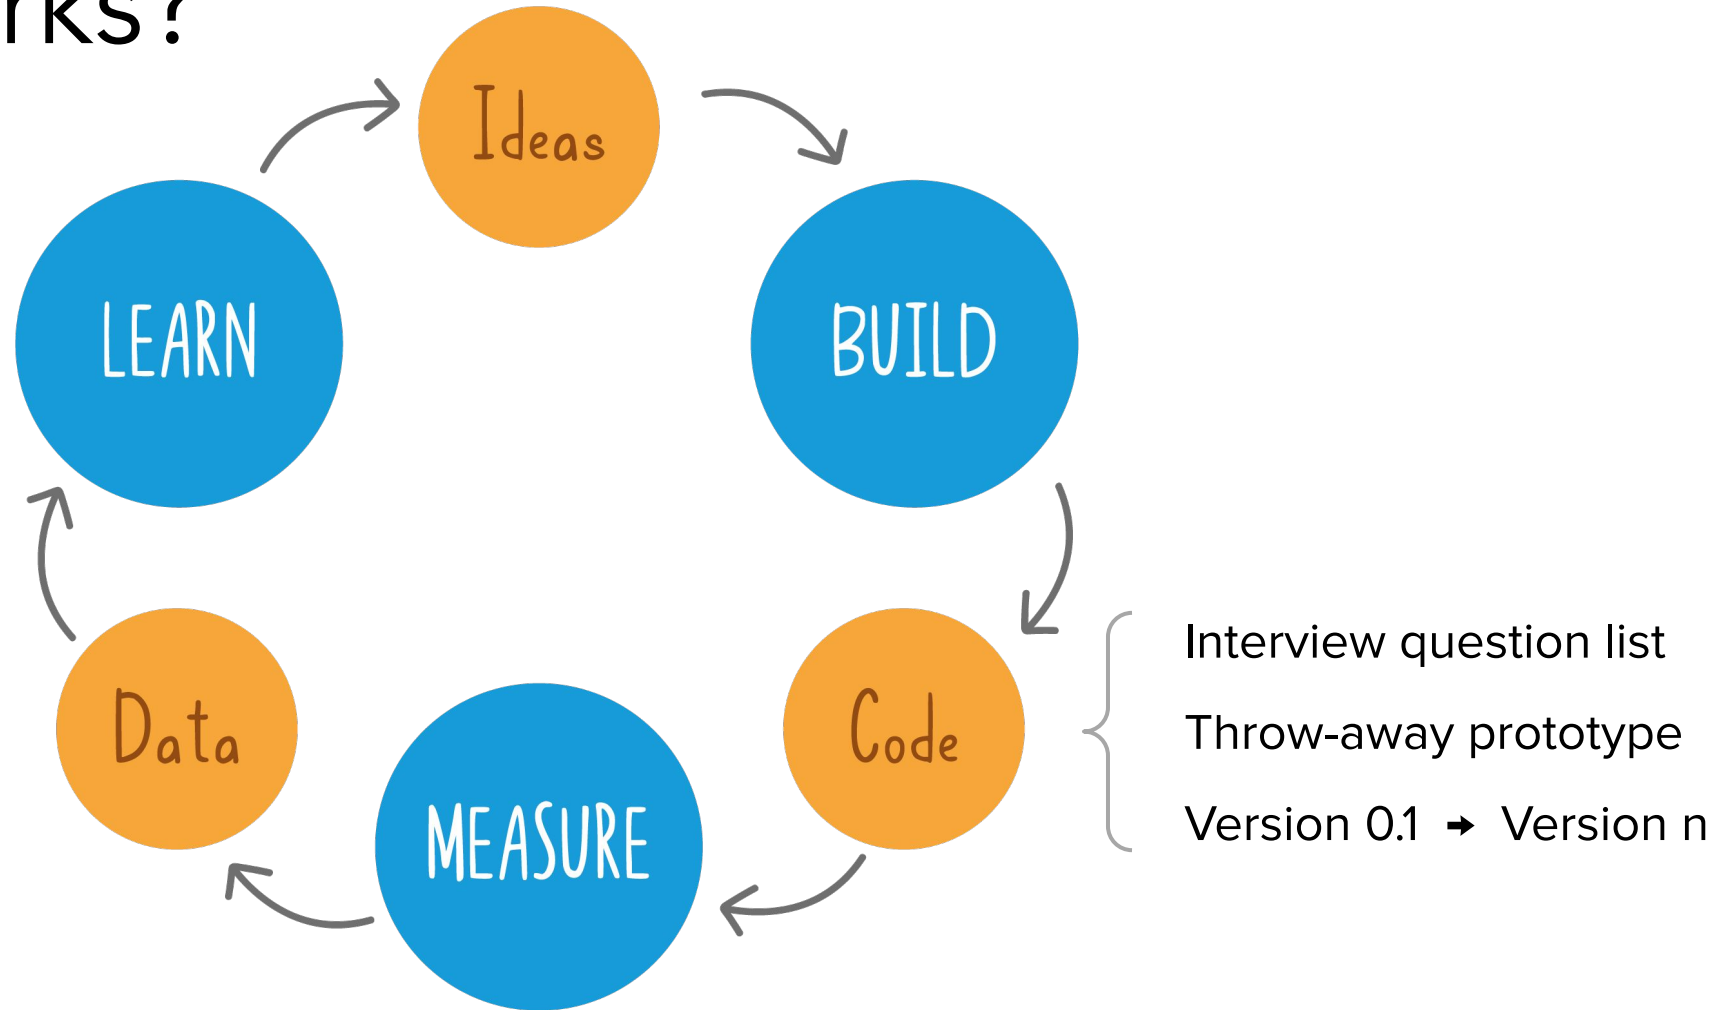 rks?
Ideas
LEARN
BUILD
Data
Code
MEASURE
Interview question list
Throw-away prototype
Version 0.1 → Version n